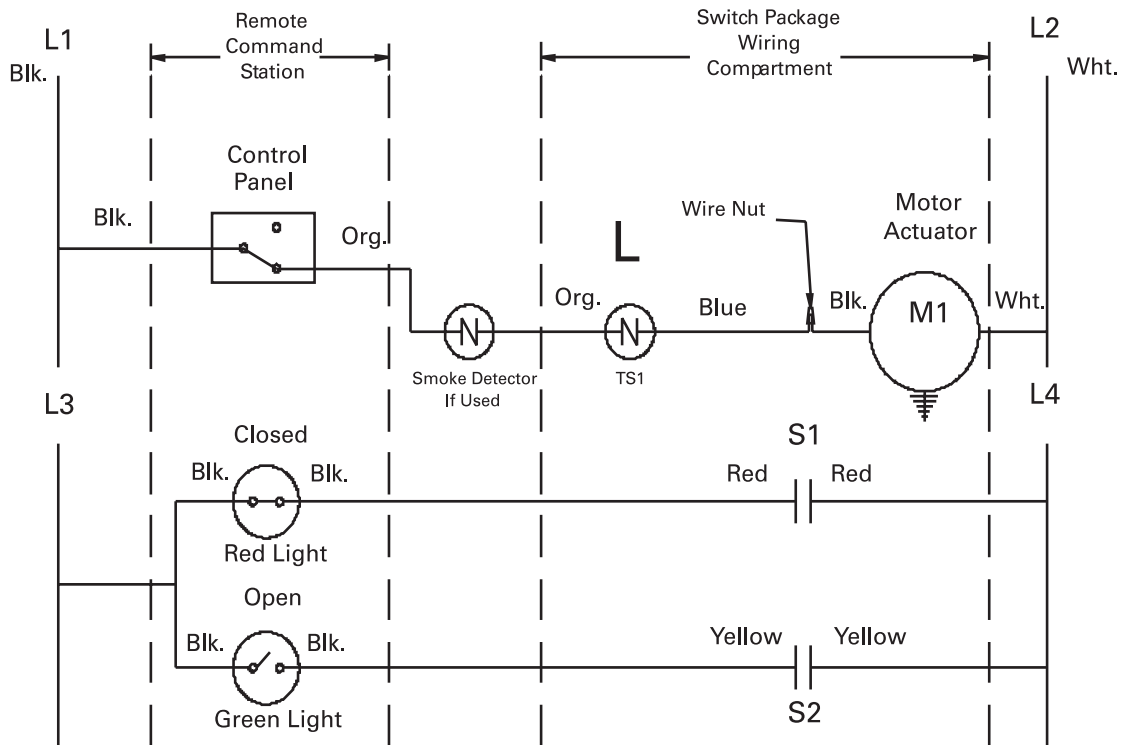 L1
Blk.
Remote
Command
Station
Switch Package
Wiring
Compartment
L2
Wht.
Control
Panel
Blk.
Org.
Wire Nut
Motor
Actuator
L
Org.
Blue
Blk.
M1
Wht.
N
N
Smoke Detector
If Used
TS1
L3
L4
Closed
Blk.
Blk.
Red Light
S1
Red
Red
Open
Blk.
Blk.
Green Light
Yellow
Yellow
S2